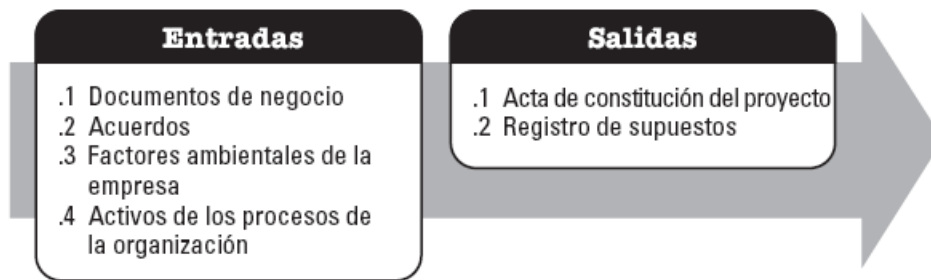 Entradas
.1 Documentos de negocio
.2 Acuerdos
.3 Factores ambientales de la
empresa
.4 Activos de los procesos de
la organización
Salidas
.1 Acta de constitución del proyecto
.2 Registro de supuestos